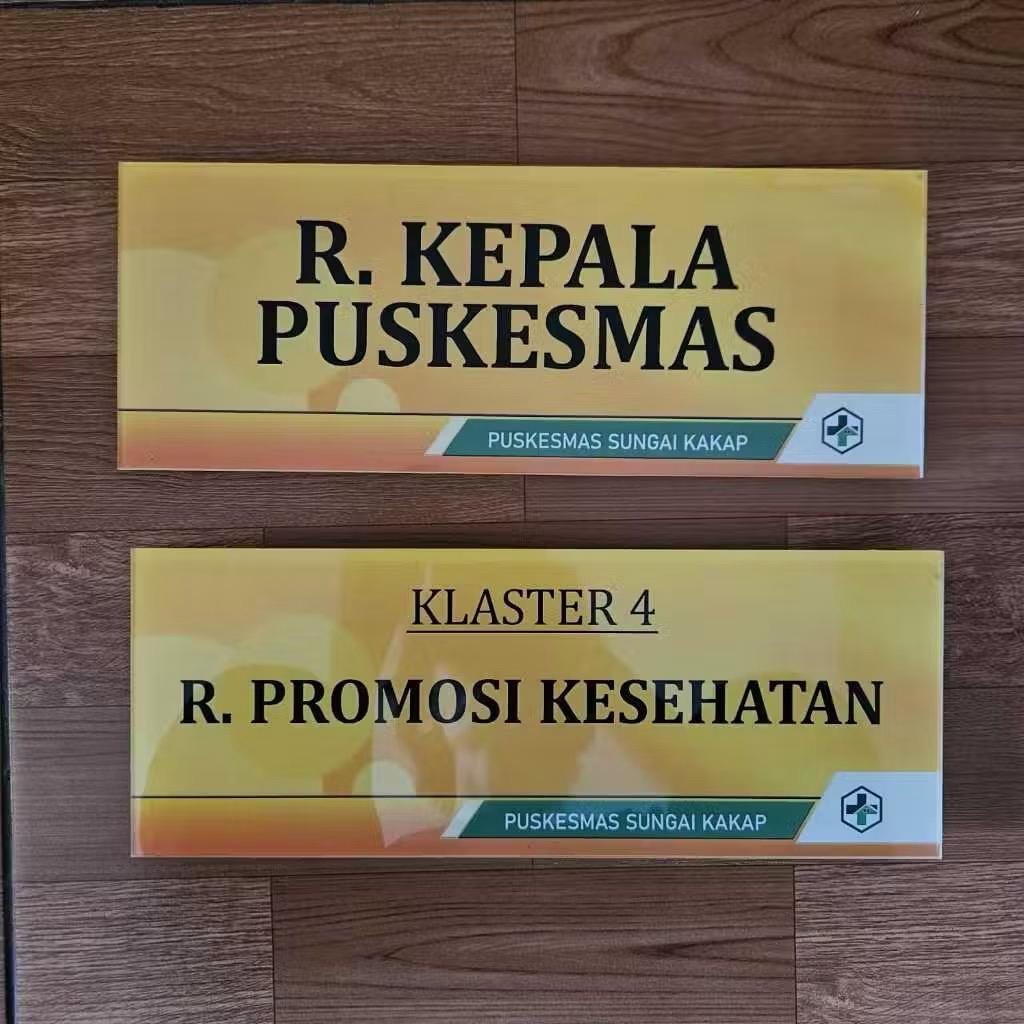 R. KEPALA
PUSKESMAS
PUSKESMAS SUNGAI KAKAP
KLASTER 4
R. PROMOSI KESEHATAN
PUSKESMAS SUNGAI KAKAP